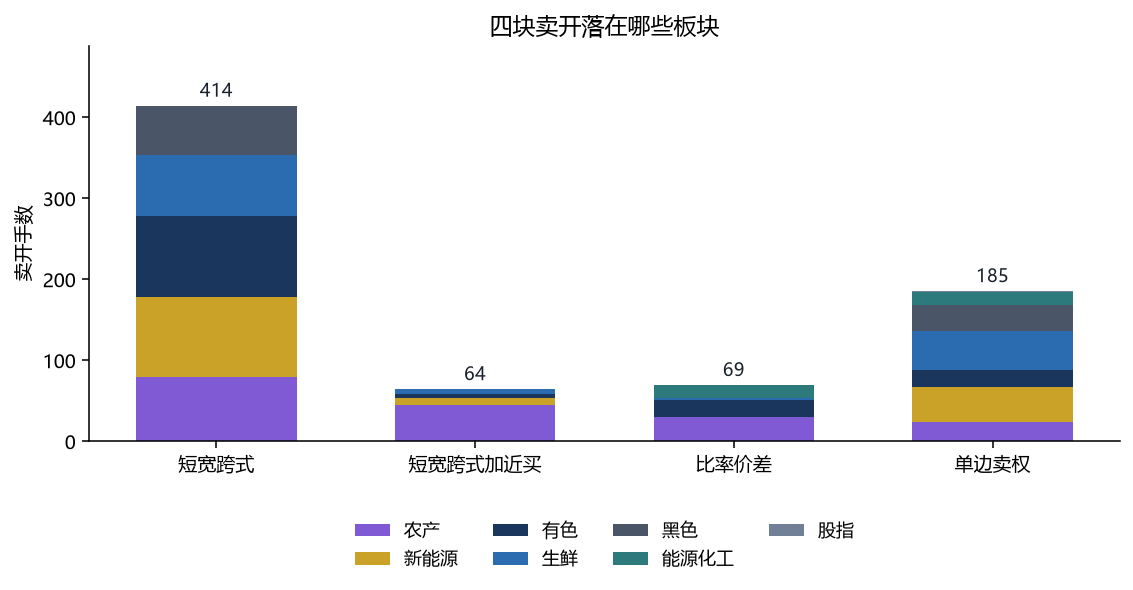 四块卖开落在哪些板块
卖开手数
400
300
200
100
0
414
64
69
185
短宽跨式
短宽跨式加近买
比率价差
单边卖权
农产
有色
黑色
股指
新能源
生鲜
能源化工